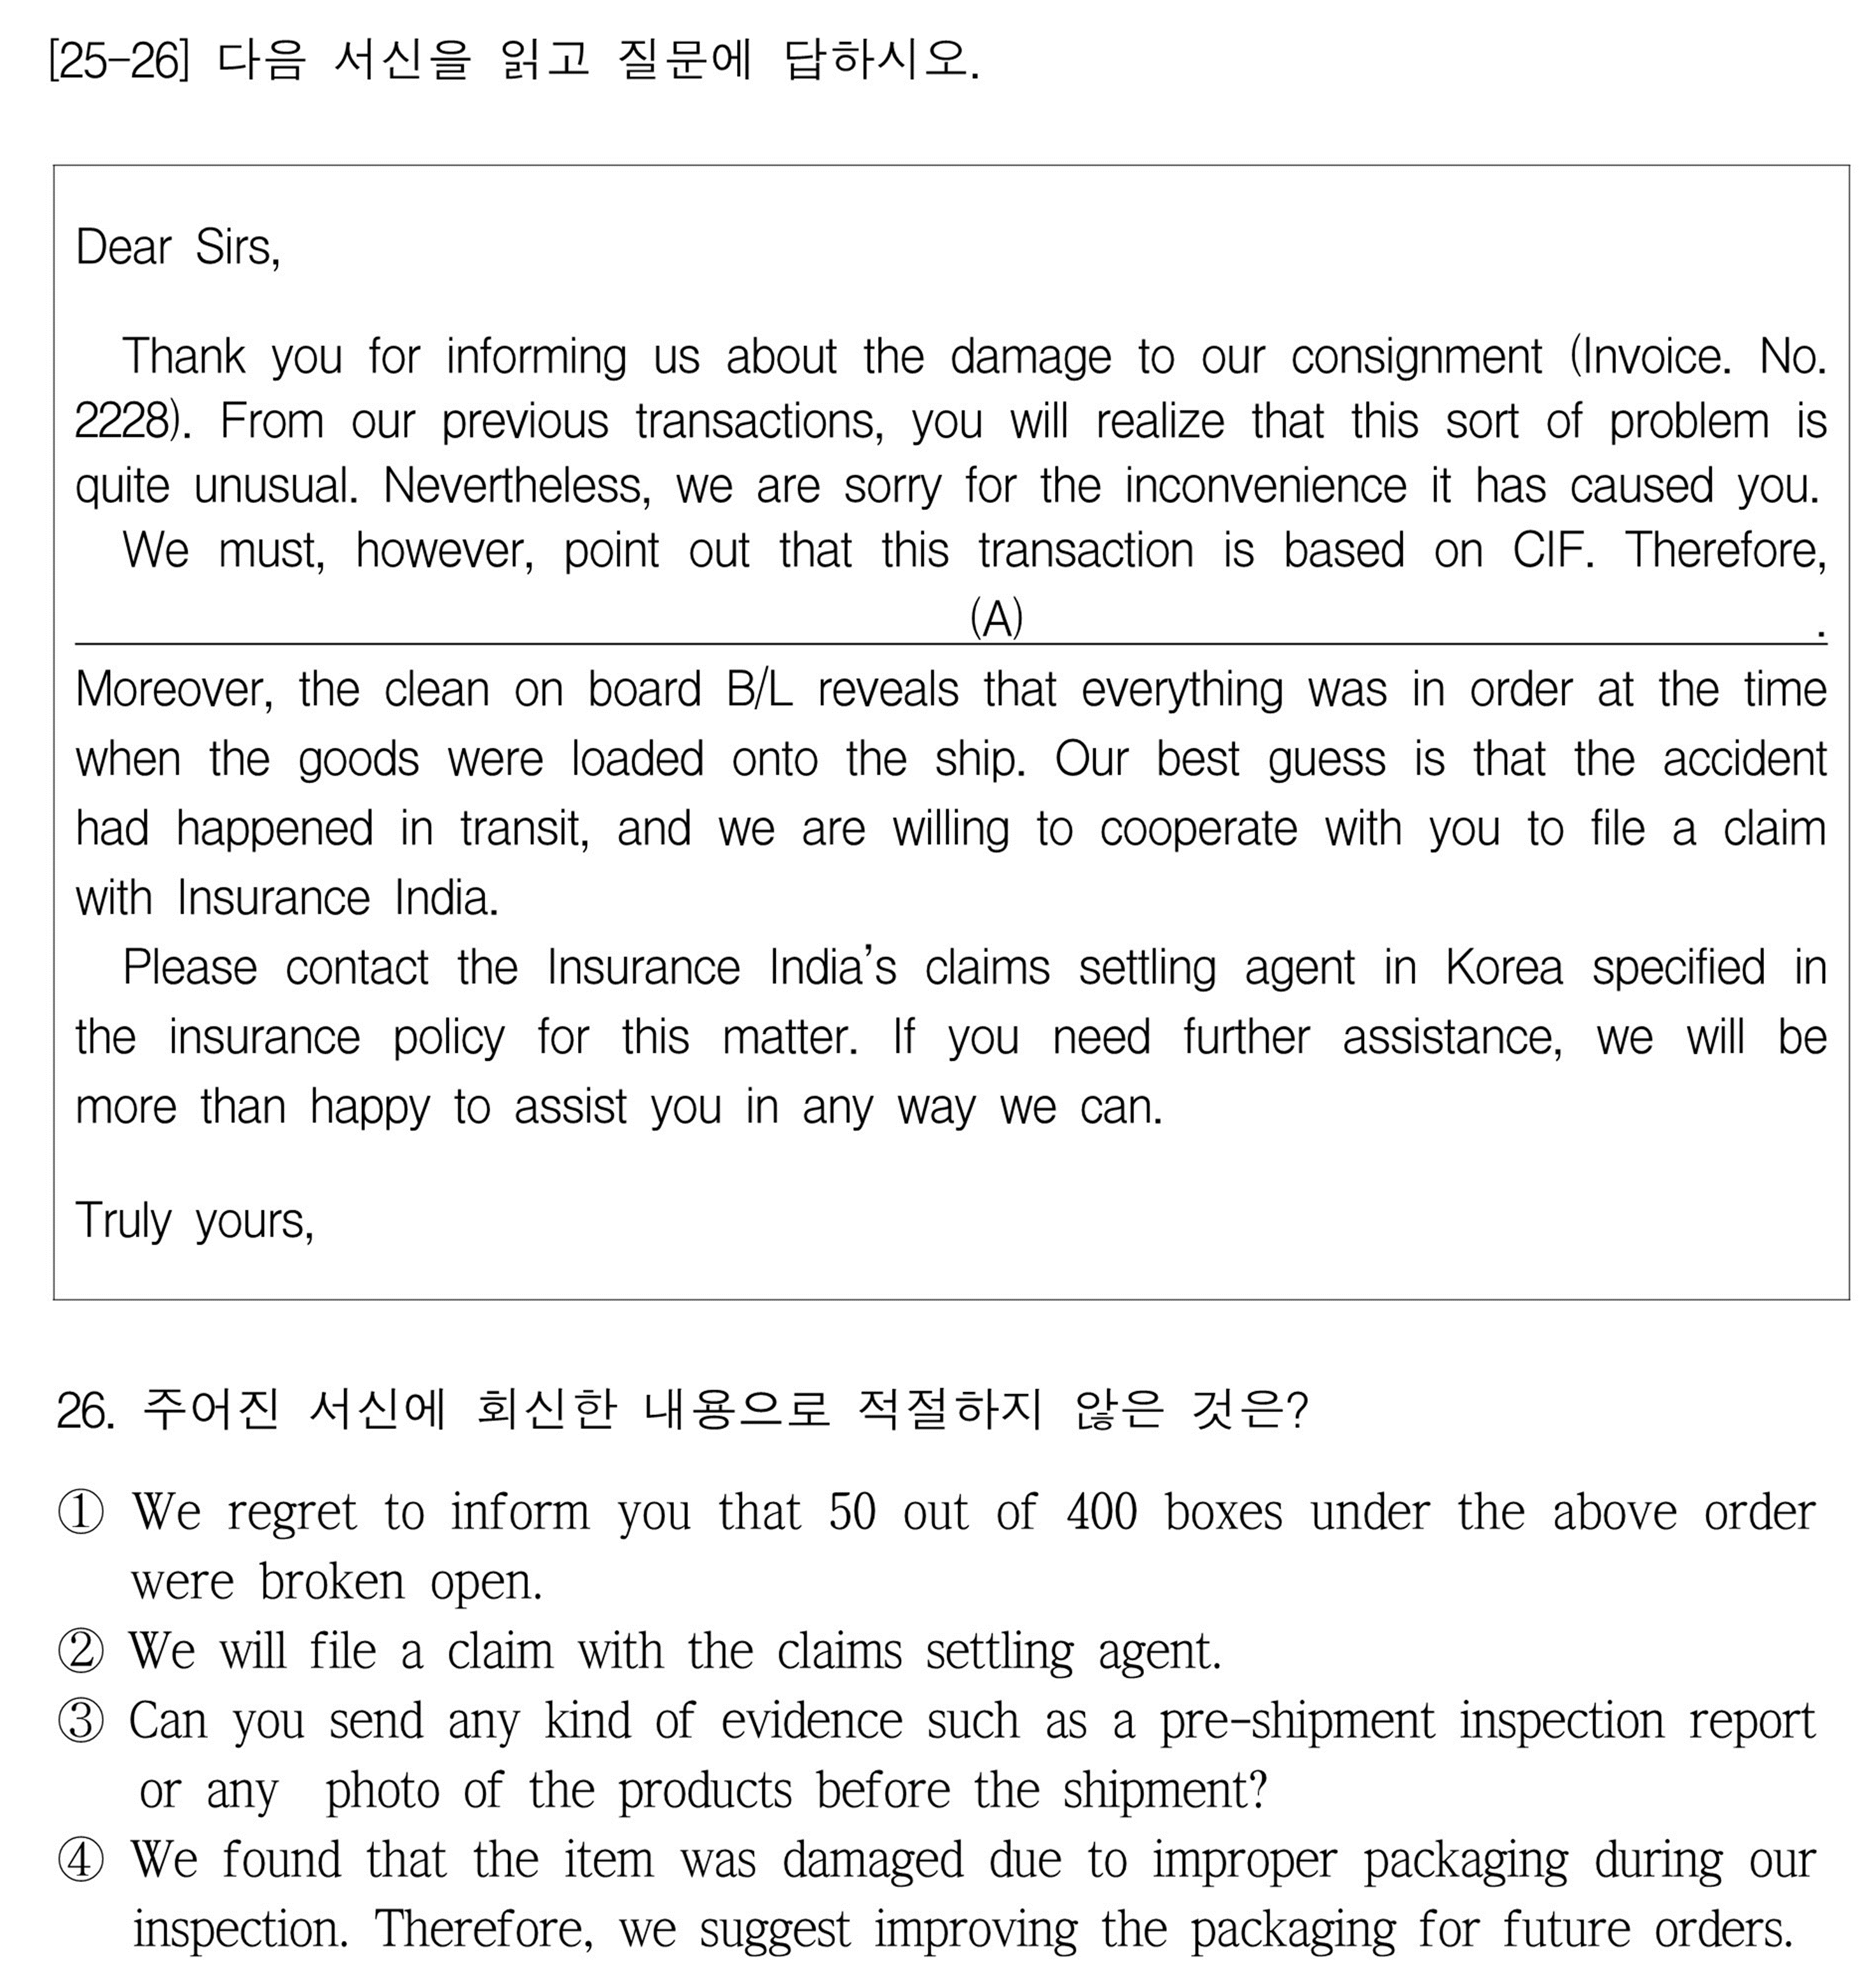 [25-26] 다음 서신을 읽고 질문에 답하시오.
Dear Sirs,
Thank you for informing us about the damage to our consignment (Invoice. No.
2228). From our previous transactions, you will realize that this sort of problem is
quite unusual. Nevertheless, we are sorry for the inconvenience it has caused you.
We must, however, point out that this transaction is based on CIF. Therefore,
(A) .
Moreover, the clean on board B/L reveals that everything was in order at the time
when the goods were loaded onto the ship. Our best guess is that the accident
had happened in transit, and we are willing to cooperate with you to file a claim
with Insurance India.
Please contact the Insurance India's claims settling agent in Korea specified in
the insurance policy for this matter. If you need further assistance, we will be
more than happy to assist you in any way we can.
Truly yours,
26. 주어진 서신에 회신한 내용으로 적절하지 않은 것은?
① We regret to inform you that 50 out of 400 boxes under the above order
were broken open.
② We will file a claim with the claims settling agent.
③ Can you send any kind of evidence such as a pre-shipment inspection report
or any photo of the products before the shipment?
④ We found that the item was damaged due to improper packaging during our
inspection. Therefore, we suggest improving the packaging for future orders.